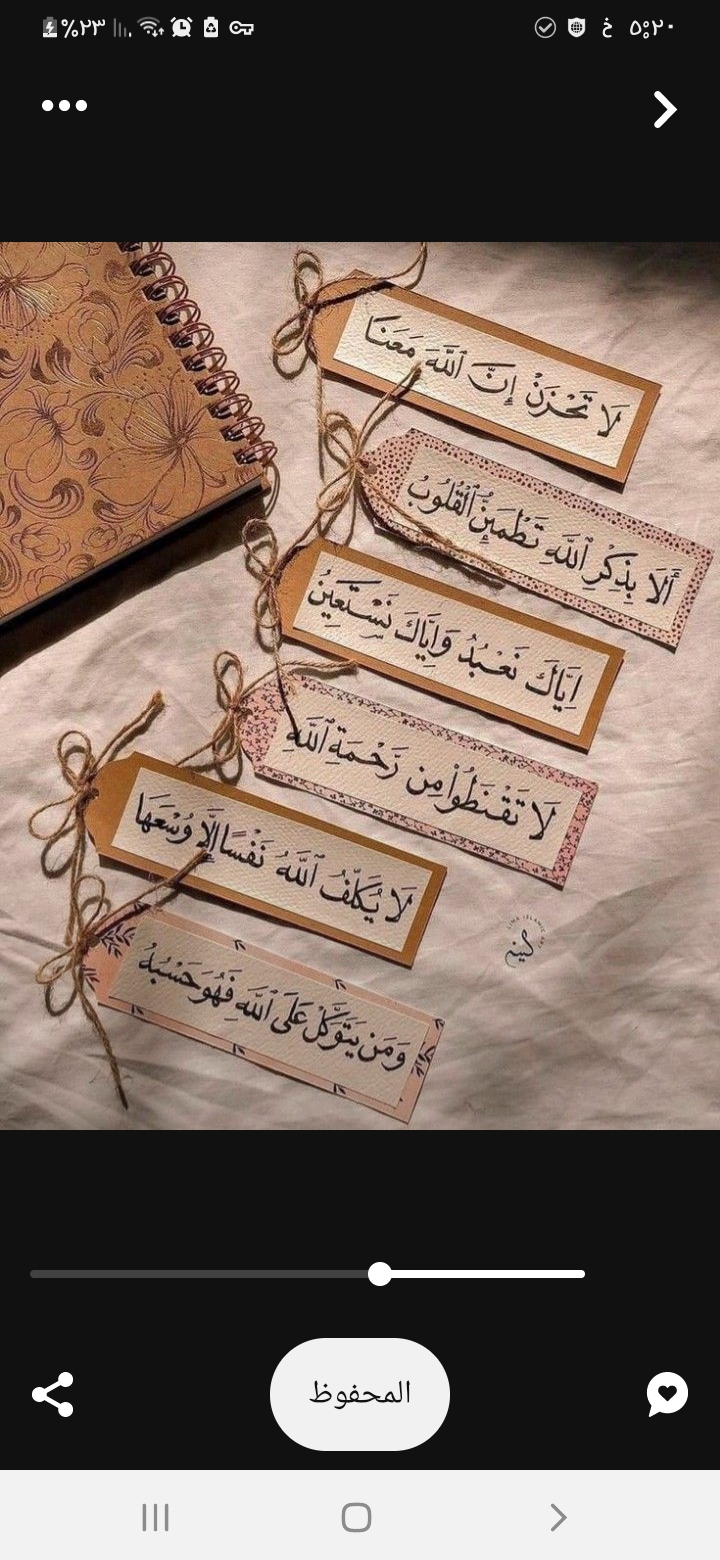 ٥:٢٠ خ
%٢٣
لَا تَحْزَنْ إِنَّ اللَّهَ مَعَنَا
أَلَا بِذِكْرِ اللَّهِ تَطْمَئِنُّ الْقُلُوبُ
اِيَّاكَ نَعْبُدُ وَاِيَّاكَ نَسْتَعِينُ
لَا تَقْنَطُوا مِن رَّحْمَةِ اللَّهِ
لَا يُكَلِّفُ اللَّهُ نَفْسًا إِلَّا وُسْعَهَا
وَمَن يَتَوَكَّلْ عَلَى اللَّهِ فَهُوَ حَسْبُهُ
المحفوظ